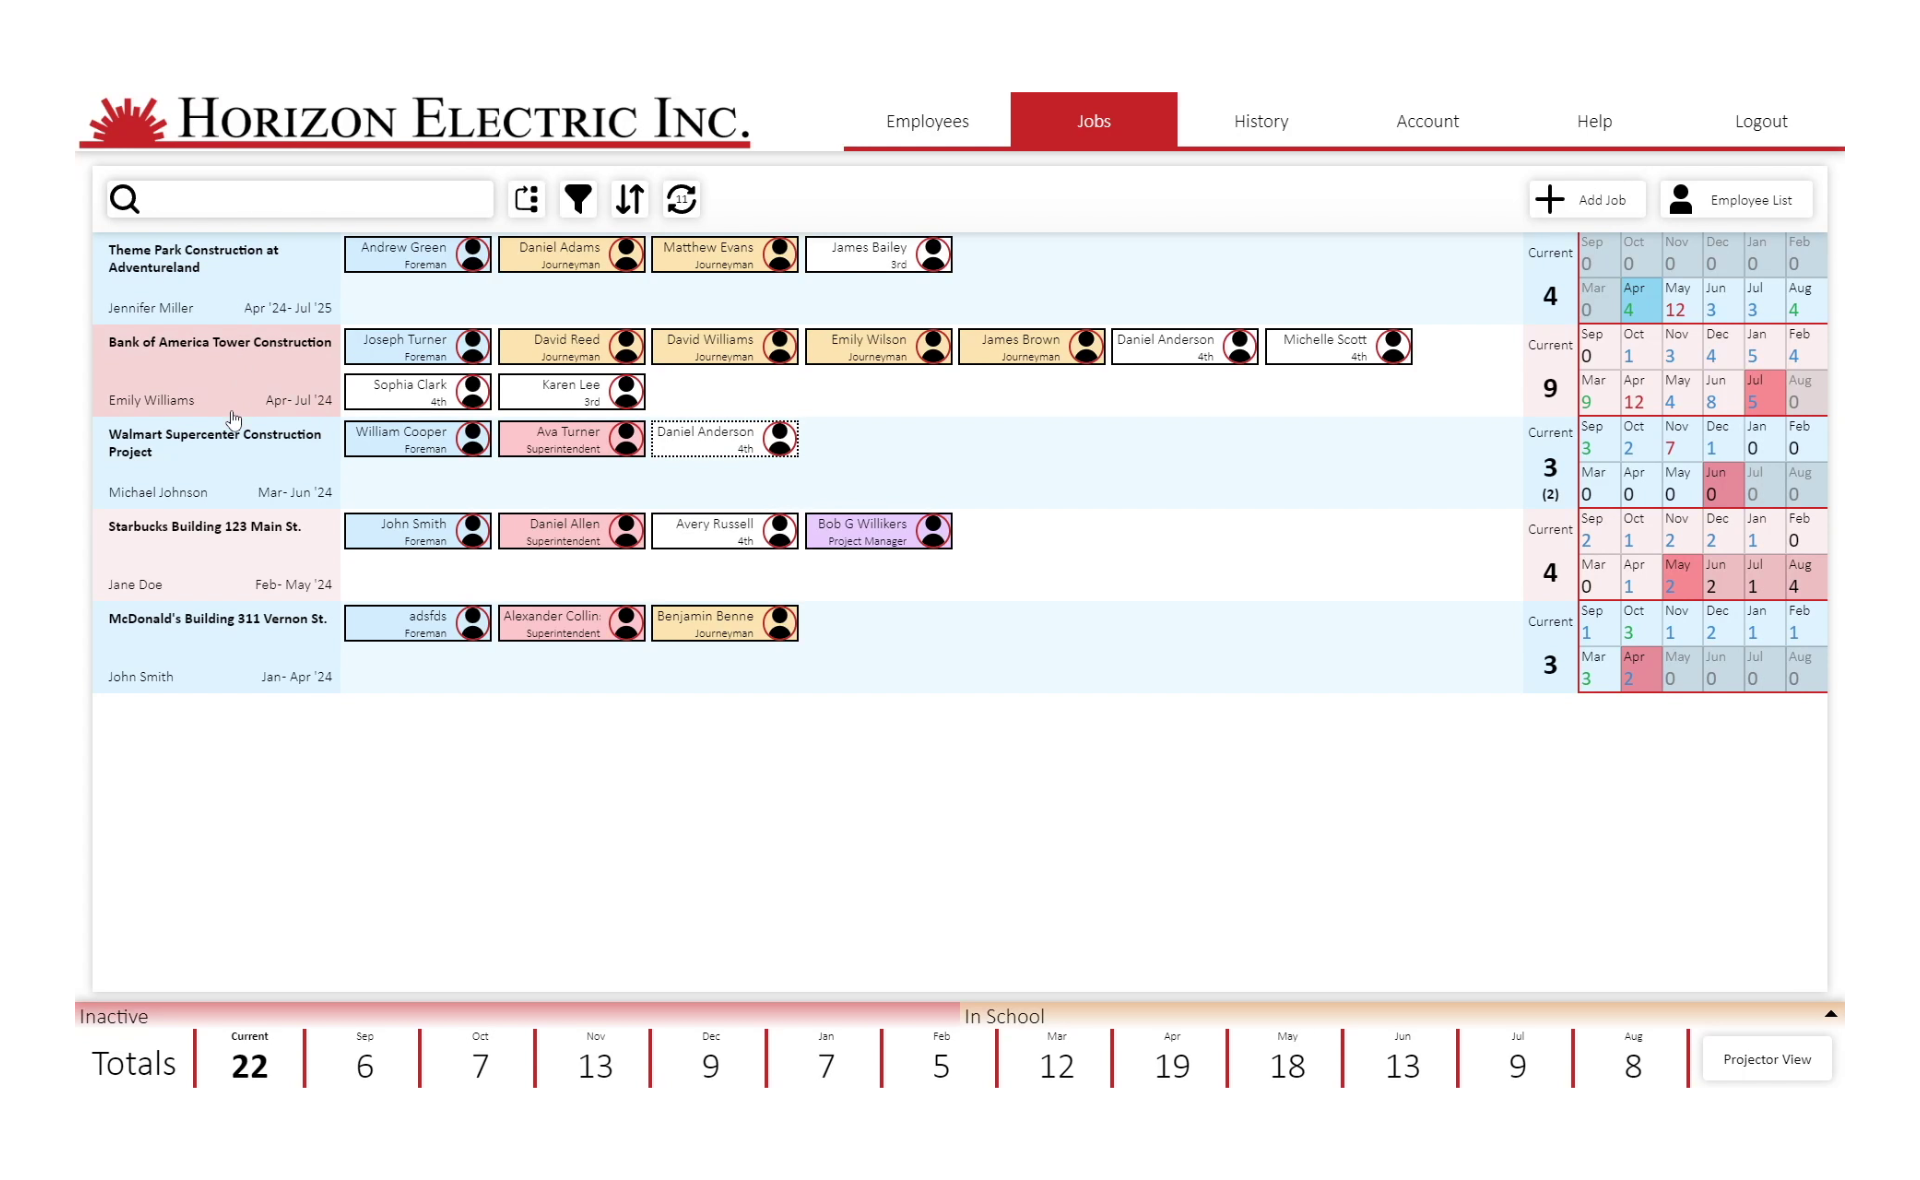 HORIZON ELECTRIC INC.
Employees
Jobs
History
Account
Help
Logout
11
Add Job
Employee List
Theme Park Construction at
Adventureland
Jennifer Miller Apr '24- Jul '25
Andrew Green
Foreman
Daniel Adams
Journeyman
Matthew Evans
Journeyman
James Bailey
3rd
Current
4
Sep Oct Nov Dec Jan Feb
0 0 0 0 0 0
Mar Apr May Jun Jul Aug
0 4 12 3 3 4
Bank of America Tower Construction
Emily Williams Apr- Jul '24
Joseph Turner
Foreman
David Reed
Journeyman
David Williams
Journeyman
Emily Wilson
Journeyman
James Brown
Journeyman
Daniel Anderson
4th
Michelle Scott
4th
Sophia Clark
4th
Karen Lee
3rd
Current
9
Sep Oct Nov Dec Jan Feb
0 1 3 4 5 4
Mar Apr May Jun Jul Aug
9 12 4 8 5 0
Walmart Supercenter Construction
Project
Michael Johnson Mar- Jun '24
William Cooper
Foreman
Ava Turner
Superintendent
Daniel Anderson
4th
Current
3
(2)
Sep Oct Nov Dec Jan Feb
3 2 7 1 0 0
Mar Apr May Jun Jul Aug
0 0 0 0 0 0
Starbucks Building 123 Main St.
Jane Doe Feb- May '24
John Smith
Foreman
Daniel Allen
Superintendent
Avery Russell
4th
Bob G Willikers
Project Manager
Current
4
Sep Oct Nov Dec Jan Feb
2 1 2 2 1 0
Mar Apr May Jun Jul Aug
0 1 2 2 1 4
McDonald's Building 311 Vernon St.
John Smith Jan- Apr '24
adsfds
Foreman
Alexander Collin
Superintendent
Benjamin Benne
Journeyman
Current
3
Sep Oct Nov Dec Jan Feb
1 3 1 2 1 1
Mar Apr May Jun Jul Aug
3 2 0 0 0 0
Inactive
In School
Totals
Current Sep Oct Nov Dec Jan Feb Mar Apr May Jun Jul Aug
22 6 7 13 9 7 5 12 19 18 13 9 8
Projector View